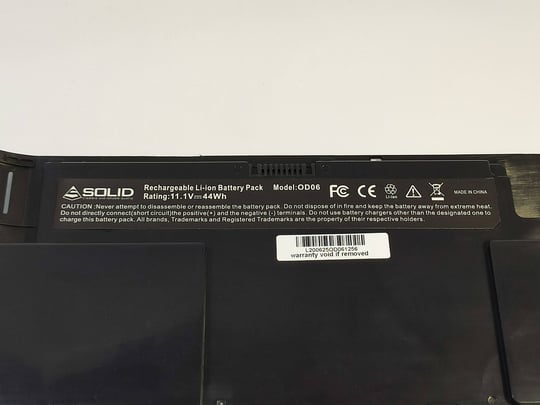 SOLID
Rechargeable Li-ion Battery Pack Model:OD06
Rating:11.1V⎓44Wh
FC CE Li-ion MADE IN CHINA
CAUTION:Never attempt to disassemble or reassemble the battery pack. Do not dispose of in fire and keep the battery away from extreme heat.
Do not directly connect(short circuit)the positive(+) and the negative (-) terminals. Do not use battery chargers other than the designated one to
charge this battery pack. All Brands, Trademarks and Registered Trademarks are the property of their respective holders.
L200625OD061256
warranty void if removed